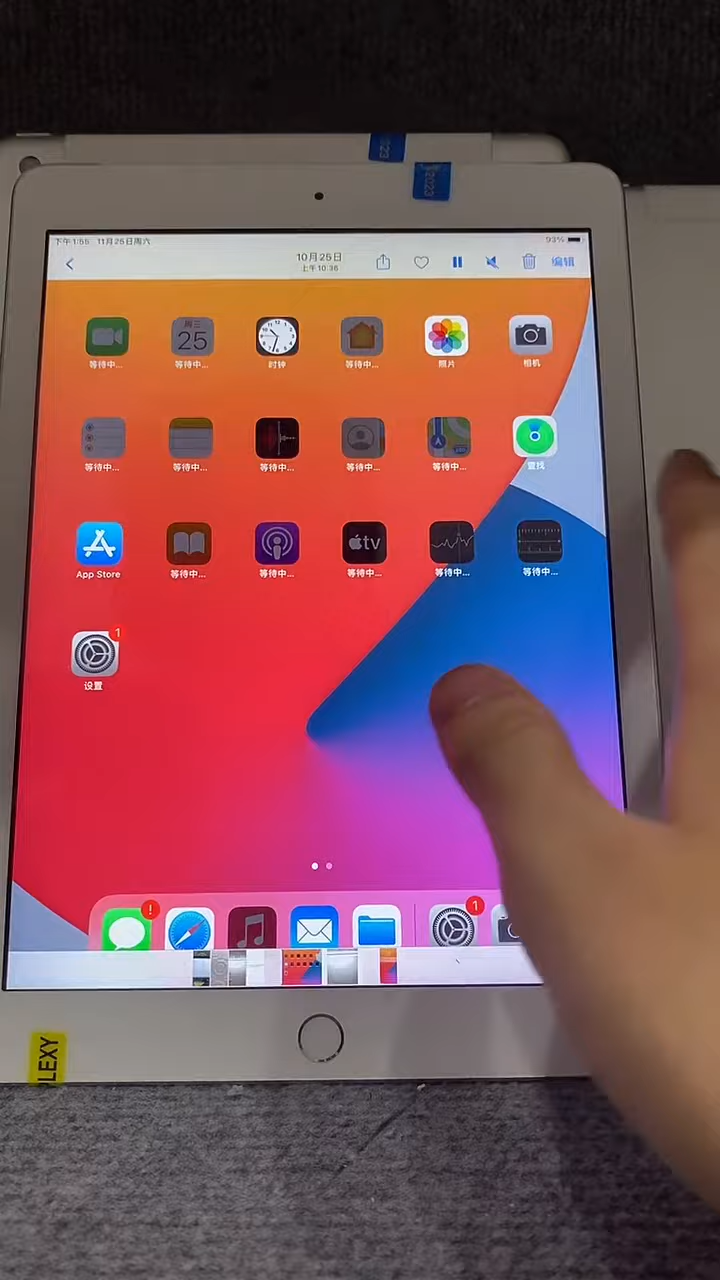 2023
2023
下午1:55 11月25日周六
93%
10月25日
上午10:36
编辑
周三
25
等待中... 等待中... 时钟 等待中... 照片 相机
等待中... 等待中... 等待中... 等待中... 等待中... 查找
tv
App Store 等待中... 等待中... 等待中... 等待中... 等待中...
1
设置
!
1
LEXY